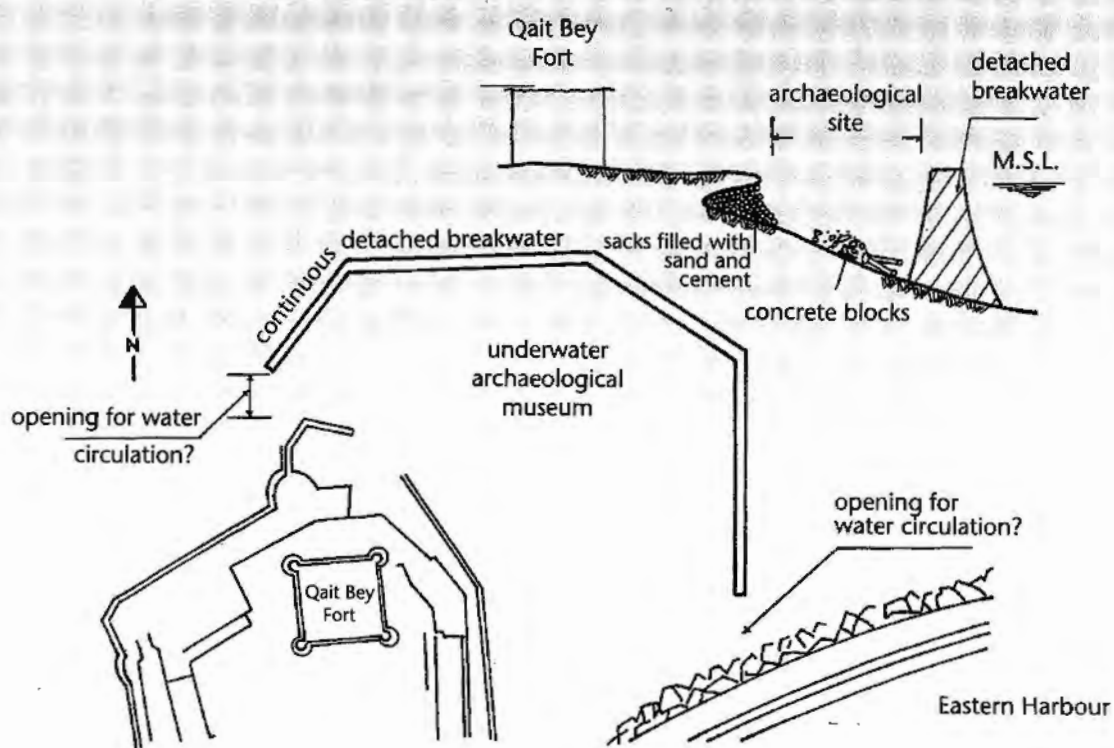 Qait Bey
Fort
detached
breakwater
archaeological
site
M.S.L.
sacks filled with
sand and
cement
concrete blocks
continuous
detached breakwater
N
underwater
archaeological
museum
opening for water
circulation?
opening for
water circulation?
Qait Bey
Fort
Eastern Harbour